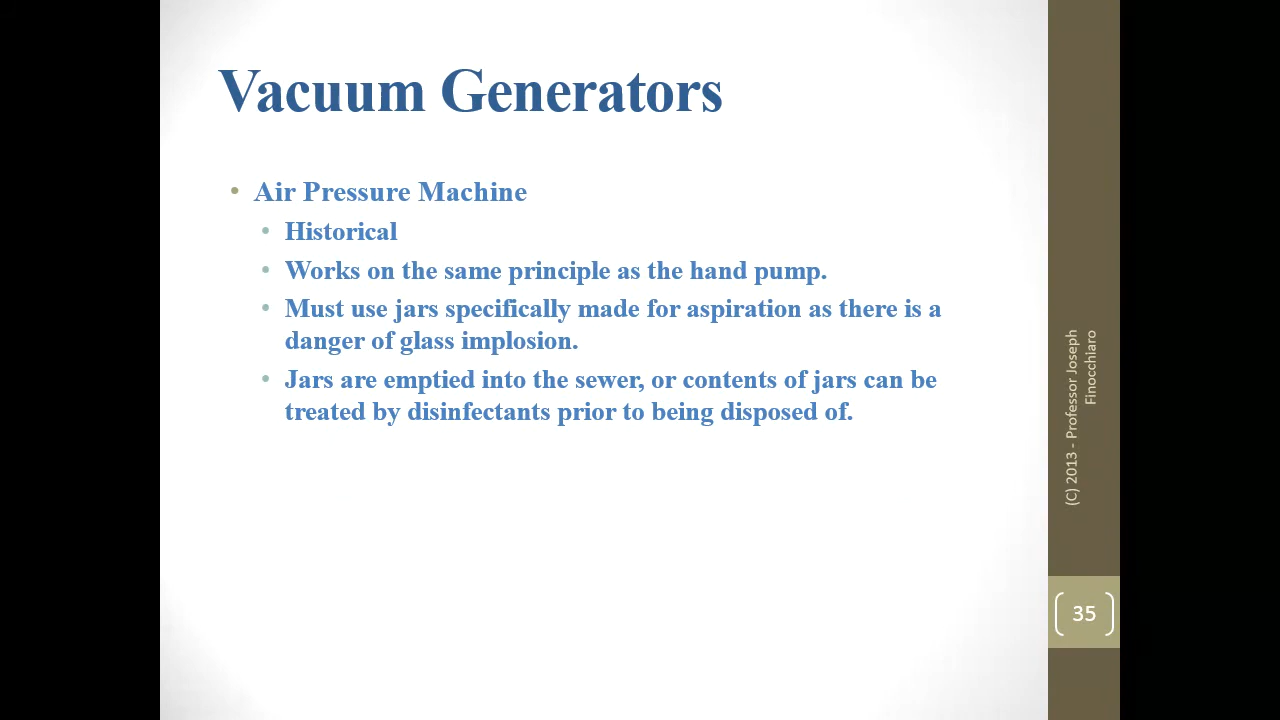 Vacuum Generators
• Air Pressure Machine
• Historical
• Works on the same principle as the hand pump.
• Must use jars specifically made for aspiration as there is a
danger of glass implosion.
• Jars are emptied into the sewer, or contents of jars can be
treated by disinfectants prior to being disposed of.
(C) 2013 - Professor Joseph
Finocchiaro
35